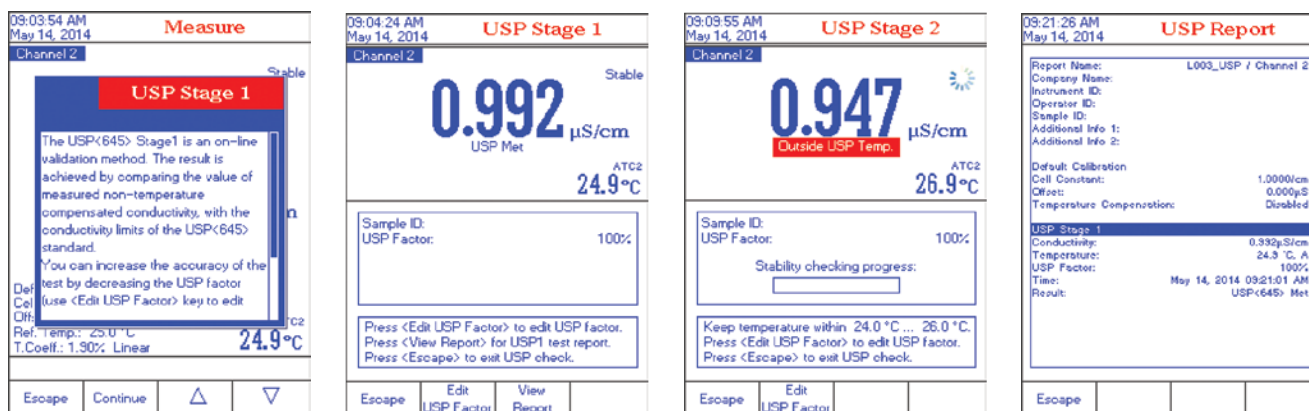 09:03:54 AM
May 14, 2014
Measure
Channel 2
Stable
USP Stage 1
The USP<645> Stage1 is an on-line
validation method. The result is
achieved by comparing the value of
measured non-temperature
compensated conductivity, with the
conductivity limits of the USP<645>
standard.
You can increase the accuracy of the
test by decreasing the USP factor
(use <Edit USP Factor> key to edit
Ref. Temp.: 25.0 °C
T.Coeff.: 1.90% Linear
24.9°C
Escape Continue △ ▽
09:04:24 AM
May 14, 2014
USP Stage 1
Channel 2
Stable
0.992 µS/cm
USP Met
ATC2
24.9°C
Sample ID:
USP Factor: 100%
Press <Edit USP Factor> to edit USP factor.
Press <View Report> for USP1 test report.
Press <Escape> to exit USP check.
Escape
Edit
USP Factor
View
Report
09:09:55 AM
May 14, 2014
USP Stage 2
Channel 2
0.947 µS/cm
Outside USP Temp.
ATC2
26.9°C
Sample ID:
USP Factor: 100%
Stability checking progress:
Keep temperature within 24.0 °C ... 26.0 °C.
Press <Edit USP Factor> to edit USP factor.
Press <Escape> to exit USP check.
Escape
Edit
USP Factor
09:21:26 AM
May 14, 2014
USP Report
Report Name: L003_USP / Channel 2
Company Name:
Instrument ID:
Operator ID:
Sample ID:
Additional Info 1:
Additional Info 2:
Default Calibration
Cell Constant: 1.0000/cm
Offset: 0.000µS
Temperature Compensation: Disabled
USP Stage 1
Conductivity: 0.992µS/cm
Temperature: 24.9 °C, A
USP Factor: 100%
Time: May 14, 2014 09:21:01 AM
Result: USP<645> Met
Escape